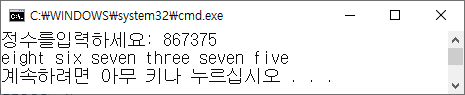 C:₩WINDOWS₩system32₩cmd.exe
정수를입력하세요: 867375
eight six seven three seven five
계속하려면 아무 키나 누르십시오 . . .